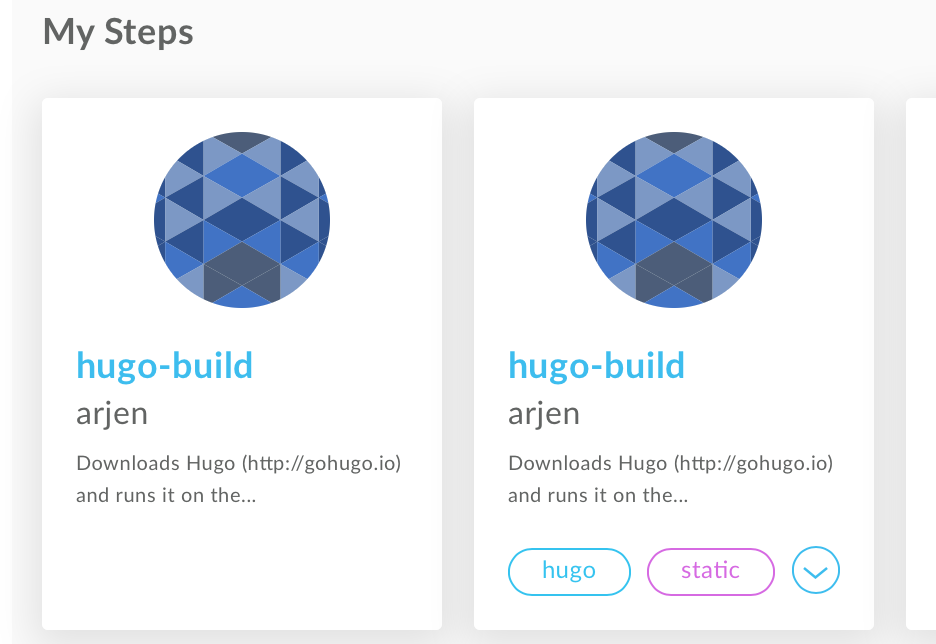 My Steps
hugo-build
arjen
Downloads Hugo (http://gohugo.io)
and runs it on the...
hugo-build
arjen
Downloads Hugo (http://gohugo.io)
and runs it on the...
hugo static